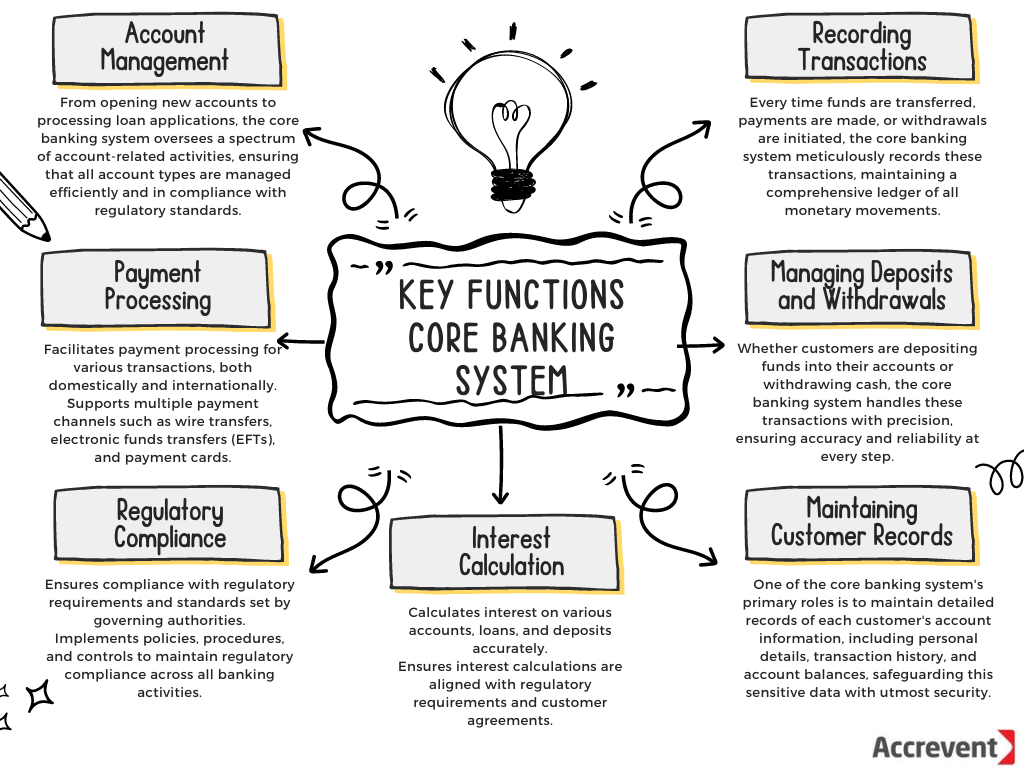 Account
Management
From opening new accounts to
processing loan applications, the core
banking system oversees a spectrum
of account-related activities, ensuring
that all account types are managed
efficiently and in compliance with
regulatory standards.
Recording
Transactions
Every time funds are transferred,
payments are made, or withdrawals
are initiated, the core banking
system meticulously records these
transactions, maintaining a
comprehensive ledger of all
monetary movements.
KEY FUNCTIONS
CORE BANKING
SYSTEM
Payment
Processing
Facilitates payment processing for
various transactions, both
domestically and internationally.
Supports multiple payment
channels such as wire transfers,
electronic funds transfers (EFTs),
and payment cards.
Managing Deposits
and Withdrawals
Whether customers are depositing
funds into their accounts or
withdrawing cash, the core
banking system handles these
transactions with precision,
ensuring accuracy and reliability at
every step.
Regulatory
Compliance
Ensures compliance with regulatory
requirements and standards set by
governing authorities.
Implements policies, procedures,
and controls to maintain regulatory
compliance across all banking
activities.
Interest
Calculation
Calculates interest on various
accounts, loans, and deposits
accurately.
Ensures interest calculations are
aligned with regulatory
requirements and customer
agreements.
Maintaining
Customer Records
One of the core banking system's
primary roles is to maintain detailed
records of each customer's account
information, including personal
details, transaction history, and
account balances, safeguarding this
sensitive data with utmost security.
Accrevent